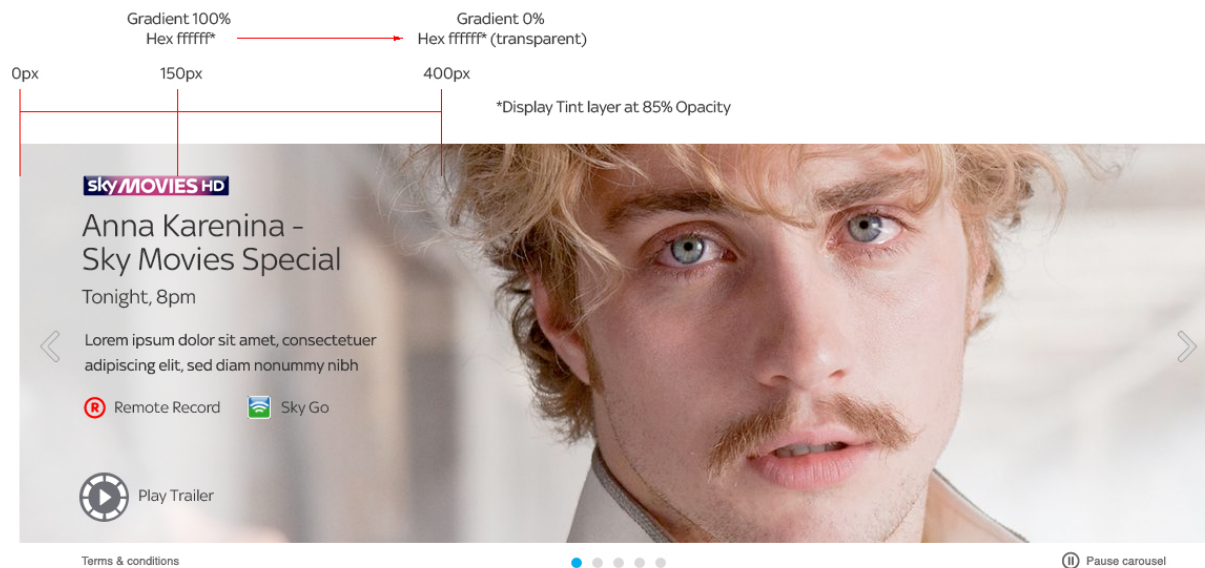 Gradient 100%
Hex ffffff*
Gradient 0%
Hex ffffff* (transparent)
0px
150px
400px
*Display Tint layer at 85% Opacity
sky MOVIES HD
Anna Karenina -
Sky Movies Special
Tonight, 8pm
Lorem ipsum dolor sit amet, consectetuer
adipiscing elit, sed diam nonummy nibh
R Remote Record
Sky Go
Play Trailer
Terms & conditions
Pause carousel